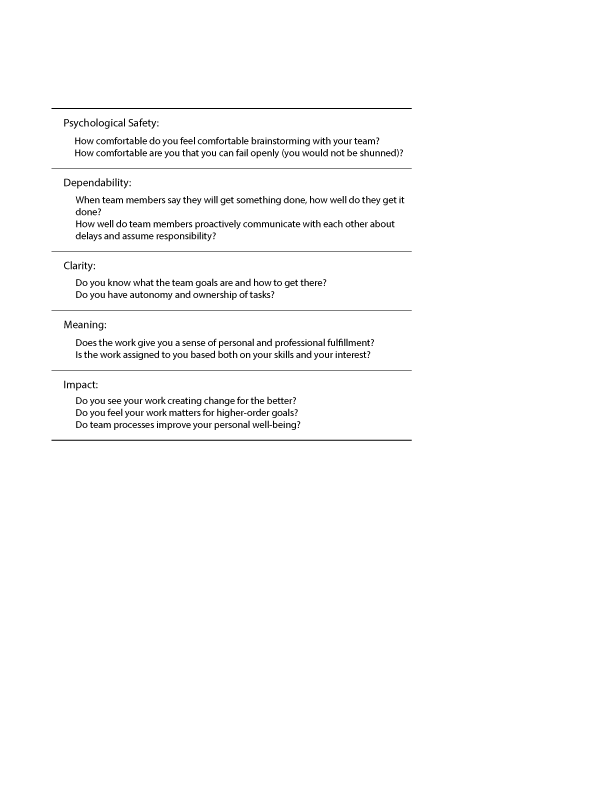 Psychological Safety:
How comfortable do you feel comfortable brainstorming with your team?
How comfortable are you that you can fail openly (you would not be shunned)?
Dependability:
When team members say they will get something done, how well do they get it
done?
How well do team members proactively communicate with each other about
delays and assume responsibility?
Clarity:
Do you know what the team goals are and how to get there?
Do you have autonomy and ownership of tasks?
Meaning:
Does the work give you a sense of personal and professional fulfillment?
Is the work assigned to you based both on your skills and your interest?
Impact:
Do you see your work creating change for the better?
Do you feel your work matters for higher-order goals?
Do team processes improve your personal well-being?